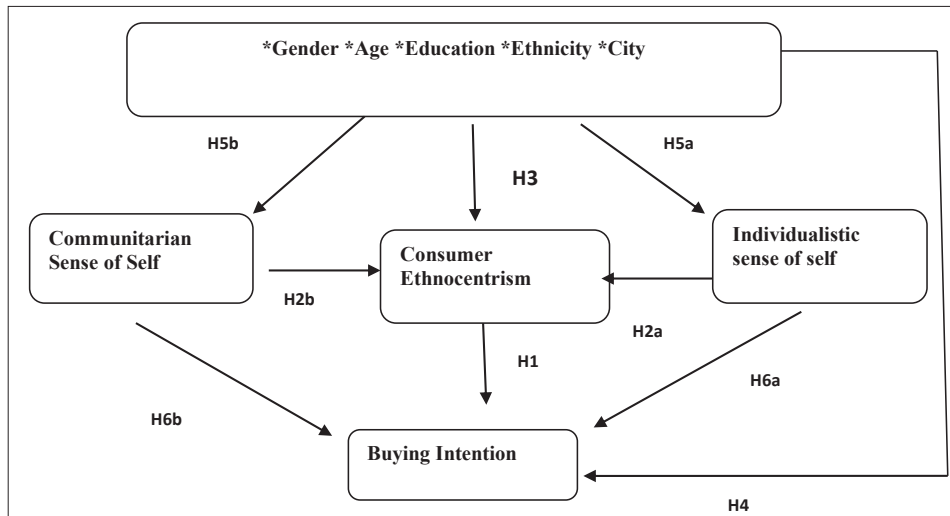 *Gender *Age *Education *Ethnicity *City
H5b
H5a
H3
Communitarian
Sense of Self
Consumer
Ethnocentrism
Individualistic
sense of self
H2b
H2a
H1
H6a
H6b
Buying Intention
H4